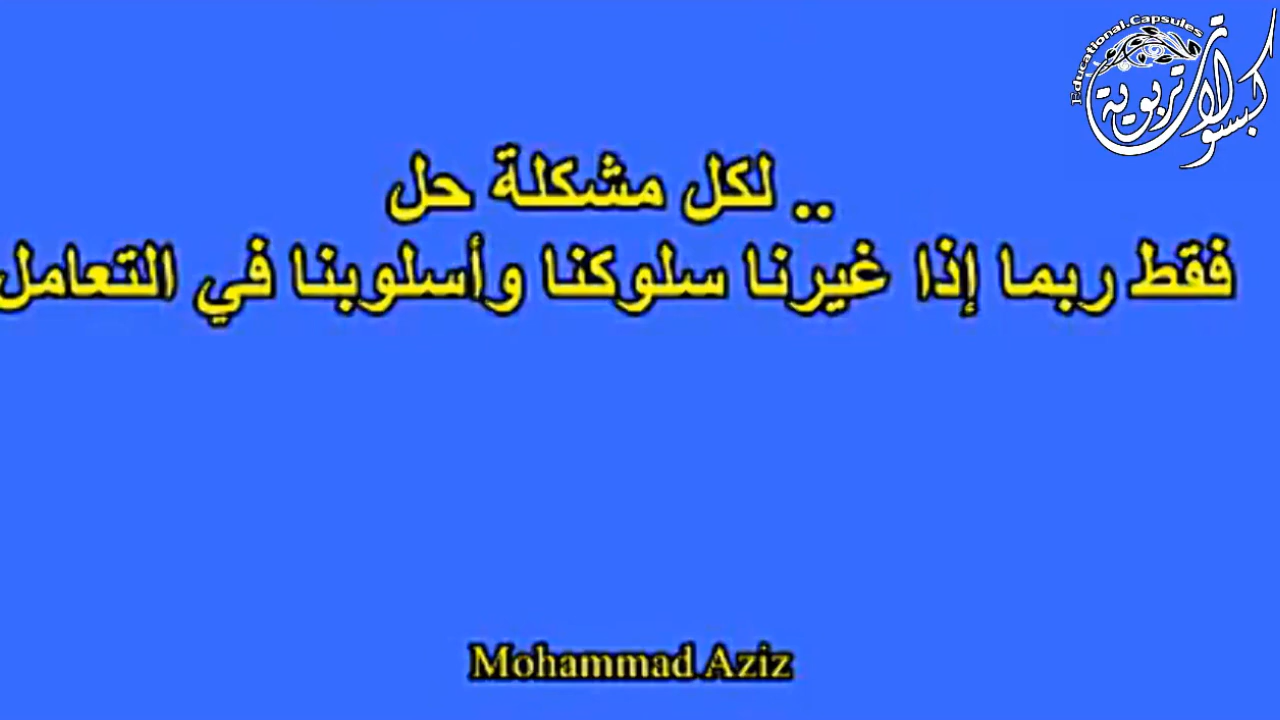 Educational.Capsules
كبسولات تربوية
.. لكل مشكلة حل
فقط ربما إذا غيرنا سلوكنا وأسلوبنا في التعامل
Mohammad Aziz